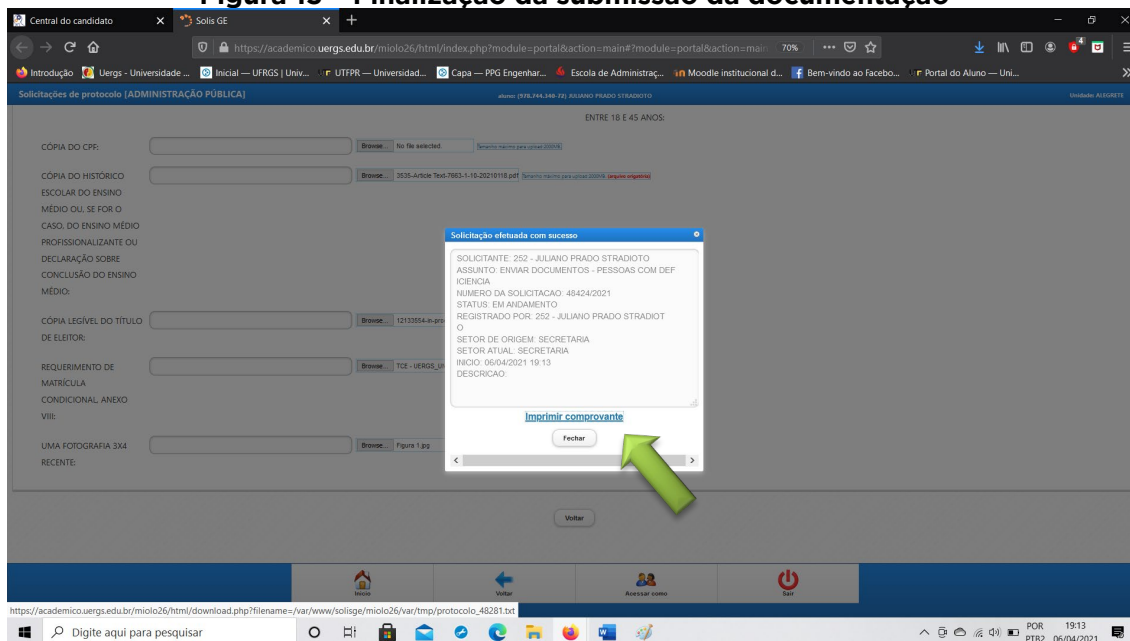 Figura 13 – Finalização da submissão da documentação
Central do candidato
Solis GE
https://academico.uergs.edu.br/miolo26/html/index.php?module=portal&action=main#?module=portal&action=main
70%
Introdução
Uergs - Universidade ...
Inicial — UFRGS | Univ...
UTFPR — Universidad...
Capa — PPG Engenhar...
Escola de Administraç...
Moodle institucional d...
Bem-vindo ao Facebo...
Portal do Aluno — Uni...
Solicitações de protocolo [ADMINISTRAÇÃO PÚBLICA]
JULIANO PRADO STRADIOTO
Unidade: ALEGRETE
ENTRE 18 E 45 ANOS:
CÓPIA DO CPF:
Browse...
No file selected.
CÓPIA DO HISTÓRICO
ESCOLAR DO ENSINO
MÉDIO OU, SE FOR O
CASO, DO ENSINO MÉDIO
PROFISSIONALIZANTE OU
DECLARAÇÃO SOBRE
CONCLUSÃO DO ENSINO
MÉDIO:
Browse...
3535-Article Text-7663-1-10-20210118.pdf
CÓPIA LEGÍVEL DO TÍTULO
DE ELEITOR:
Browse...
REQUERIMENTO DE
MATRÍCULA
CONDICIONAL, ANEXO
VIII:
Browse...
TCE - UERGS_UN
UMA FOTOGRAFIA 3X4
RECENTE:
Browse...
Figura 1.jpg
Solicitação efetuada com sucesso
SOLICITANTE: 252 - JULIANO PRADO STRADIOTO
ASSUNTO: ENVIAR DOCUMENTOS - PESSOAS COM DEF
ICIENCIA
NUMERO DA SOLICITACAO: 48424/2021
STATUS: EM ANDAMENTO
REGISTRADO POR: 252 - JULIANO PRADO STRADIOT
O
SETOR DE ORIGEM: SECRETARIA
SETOR ATUAL: SECRETARIA
INICIO: 06/04/2021 19:13
DESCRICAO:
Imprimir comprovante
Fechar
Voltar
Início
Voltar
Acessar como
Sair
https://academico.uergs.edu.br/miolo26/html/download.php?filename=/var/www/solisge/miolo26/var/tmp/protocolo_48281.txt
Digite aqui para pesquisar
POR
PTB2
19:13
06/04/2021